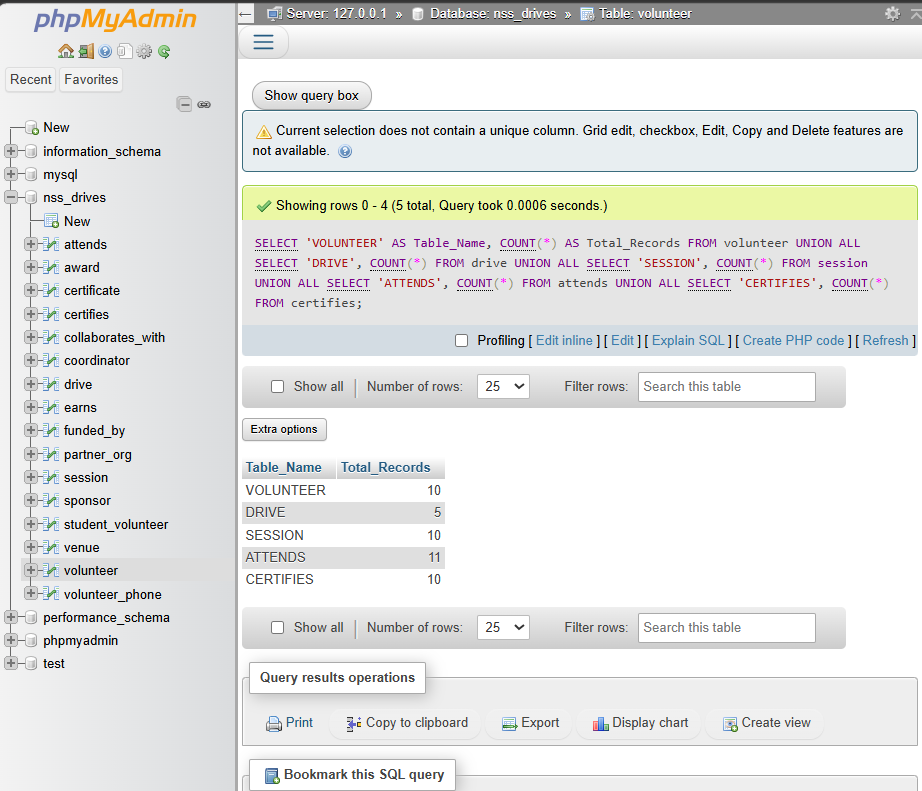 phpMyAdmin
Recent Favorites
New
information_schema
mysql
nss_drives
New
attends
award
certificate
certifies
collaborates_with
coordinator
drive
earns
funded_by
partner_org
session
sponsor
student_volunteer
venue
volunteer
volunteer_phone
performance_schema
phpmyadmin
test
Server: 127.0.0.1 » Database: nss_drives » Table: volunteer
Show query box
Current selection does not contain a unique column. Grid edit, checkbox, Edit, Copy and Delete features are
not available.
Showing rows 0 - 4 (5 total, Query took 0.0006 seconds.)
SELECT 'VOLUNTEER' AS Table_Name, COUNT(*) AS Total_Records FROM volunteer UNION ALL
SELECT 'DRIVE', COUNT(*) FROM drive UNION ALL SELECT 'SESSION', COUNT(*) FROM session
UNION ALL SELECT 'ATTENDS', COUNT(*) FROM attends UNION ALL SELECT 'CERTIFIES', COUNT(*)
FROM certifies;
Profiling [ Edit inline ] [ Edit ] [ Explain SQL ] [ Create PHP code ] [ Refresh ]
Show all | Number of rows: 25 Filter rows: Search this table
Extra options
Table_Name Total_Records
VOLUNTEER 10
DRIVE 5
SESSION 10
ATTENDS 11
CERTIFIES 10
Show all | Number of rows: 25 Filter rows: Search this table
Query results operations
Print Copy to clipboard Export Display chart Create view
Bookmark this SQL query